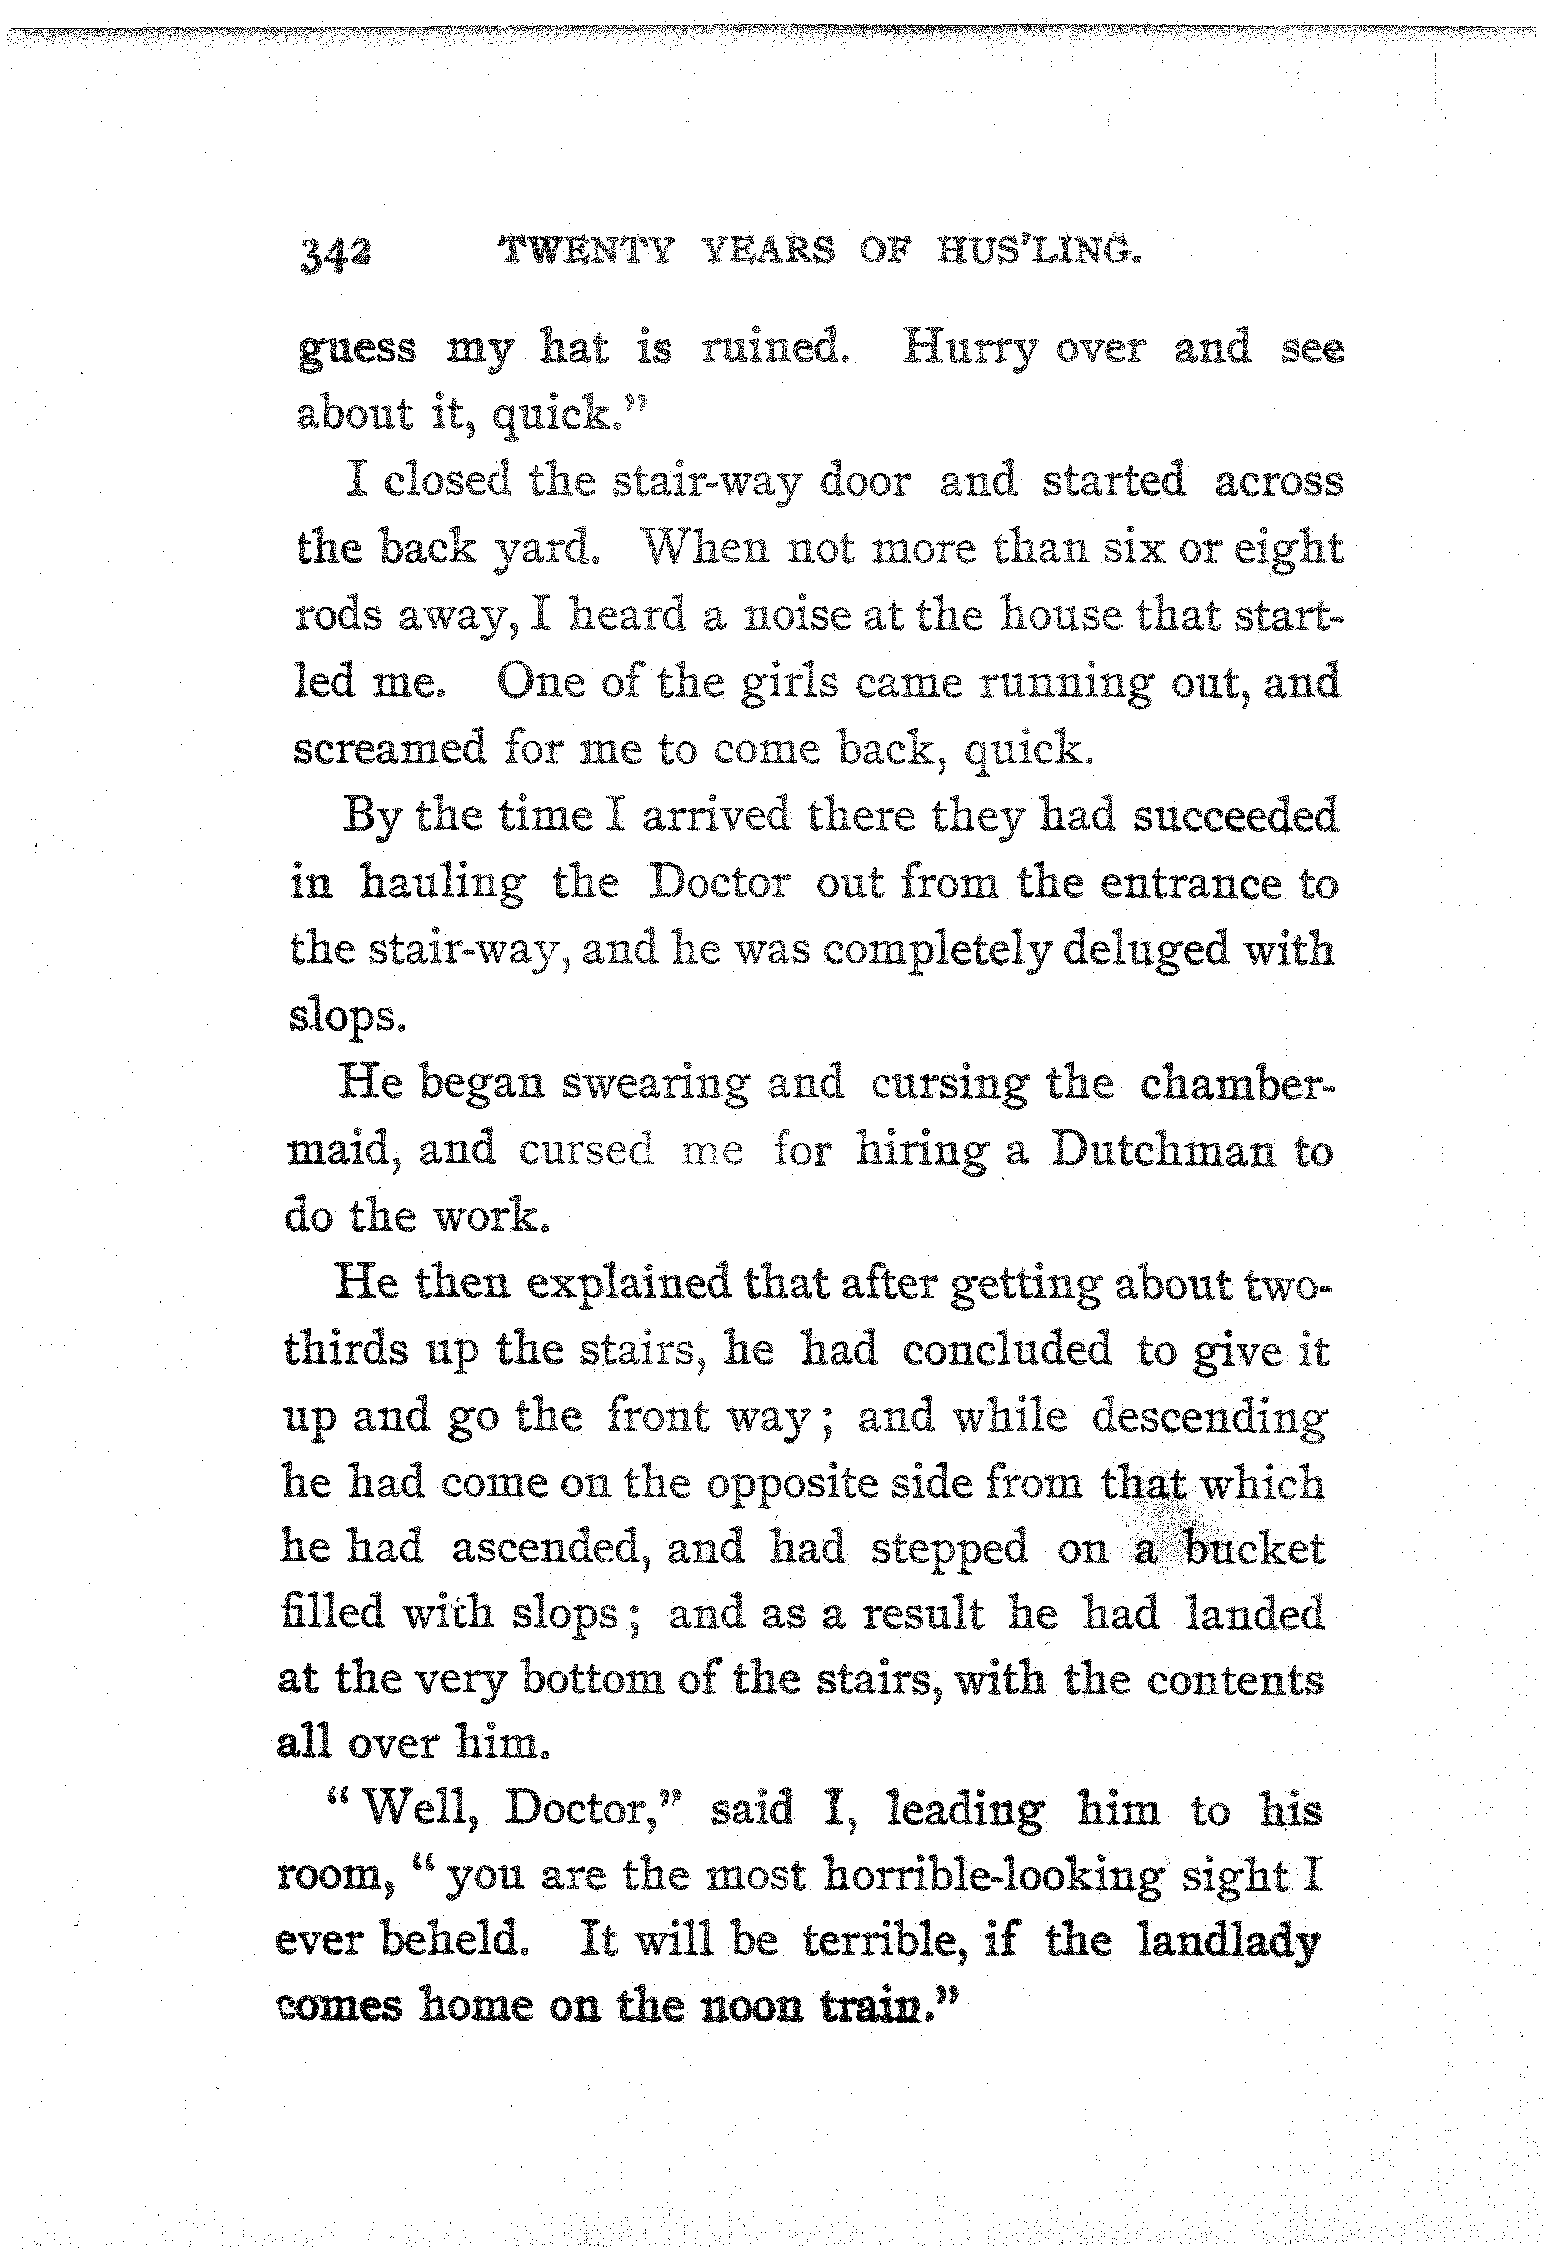 342 TWENTY YEARS OF HUS'LING.
guess my hat is ruined. Hurry over and see
about it, quick."
I closed the stair-way door and started across
the back yard. When not more than six or eight
rods away, I heard a noise at the house that start-
led me. One of the girls came running out, and
screamed for me to come back, quick.
By the time I arrived there they had succeeded
in hauling the Doctor out from the entrance to
the stair-way, and he was completely deluged with
slops.
He began swearing and cursing the chamber-
maid, and cursed me for hiring a Dutchman to
do the work.
He then explained that after getting about two-
thirds up the stairs, he had concluded to give it
up and go the front way; and while descending
he had come on the opposite side from that which
he had ascended, and had stepped on a bucket
filled with slops; and as a result he had landed
at the very bottom of the stairs, with the contents
all over him.
"Well, Doctor," said I, leading him to his
room, "you are the most horrible-looking sight I
ever beheld. It will be terrible, if the landlady
comes home on the noon train."